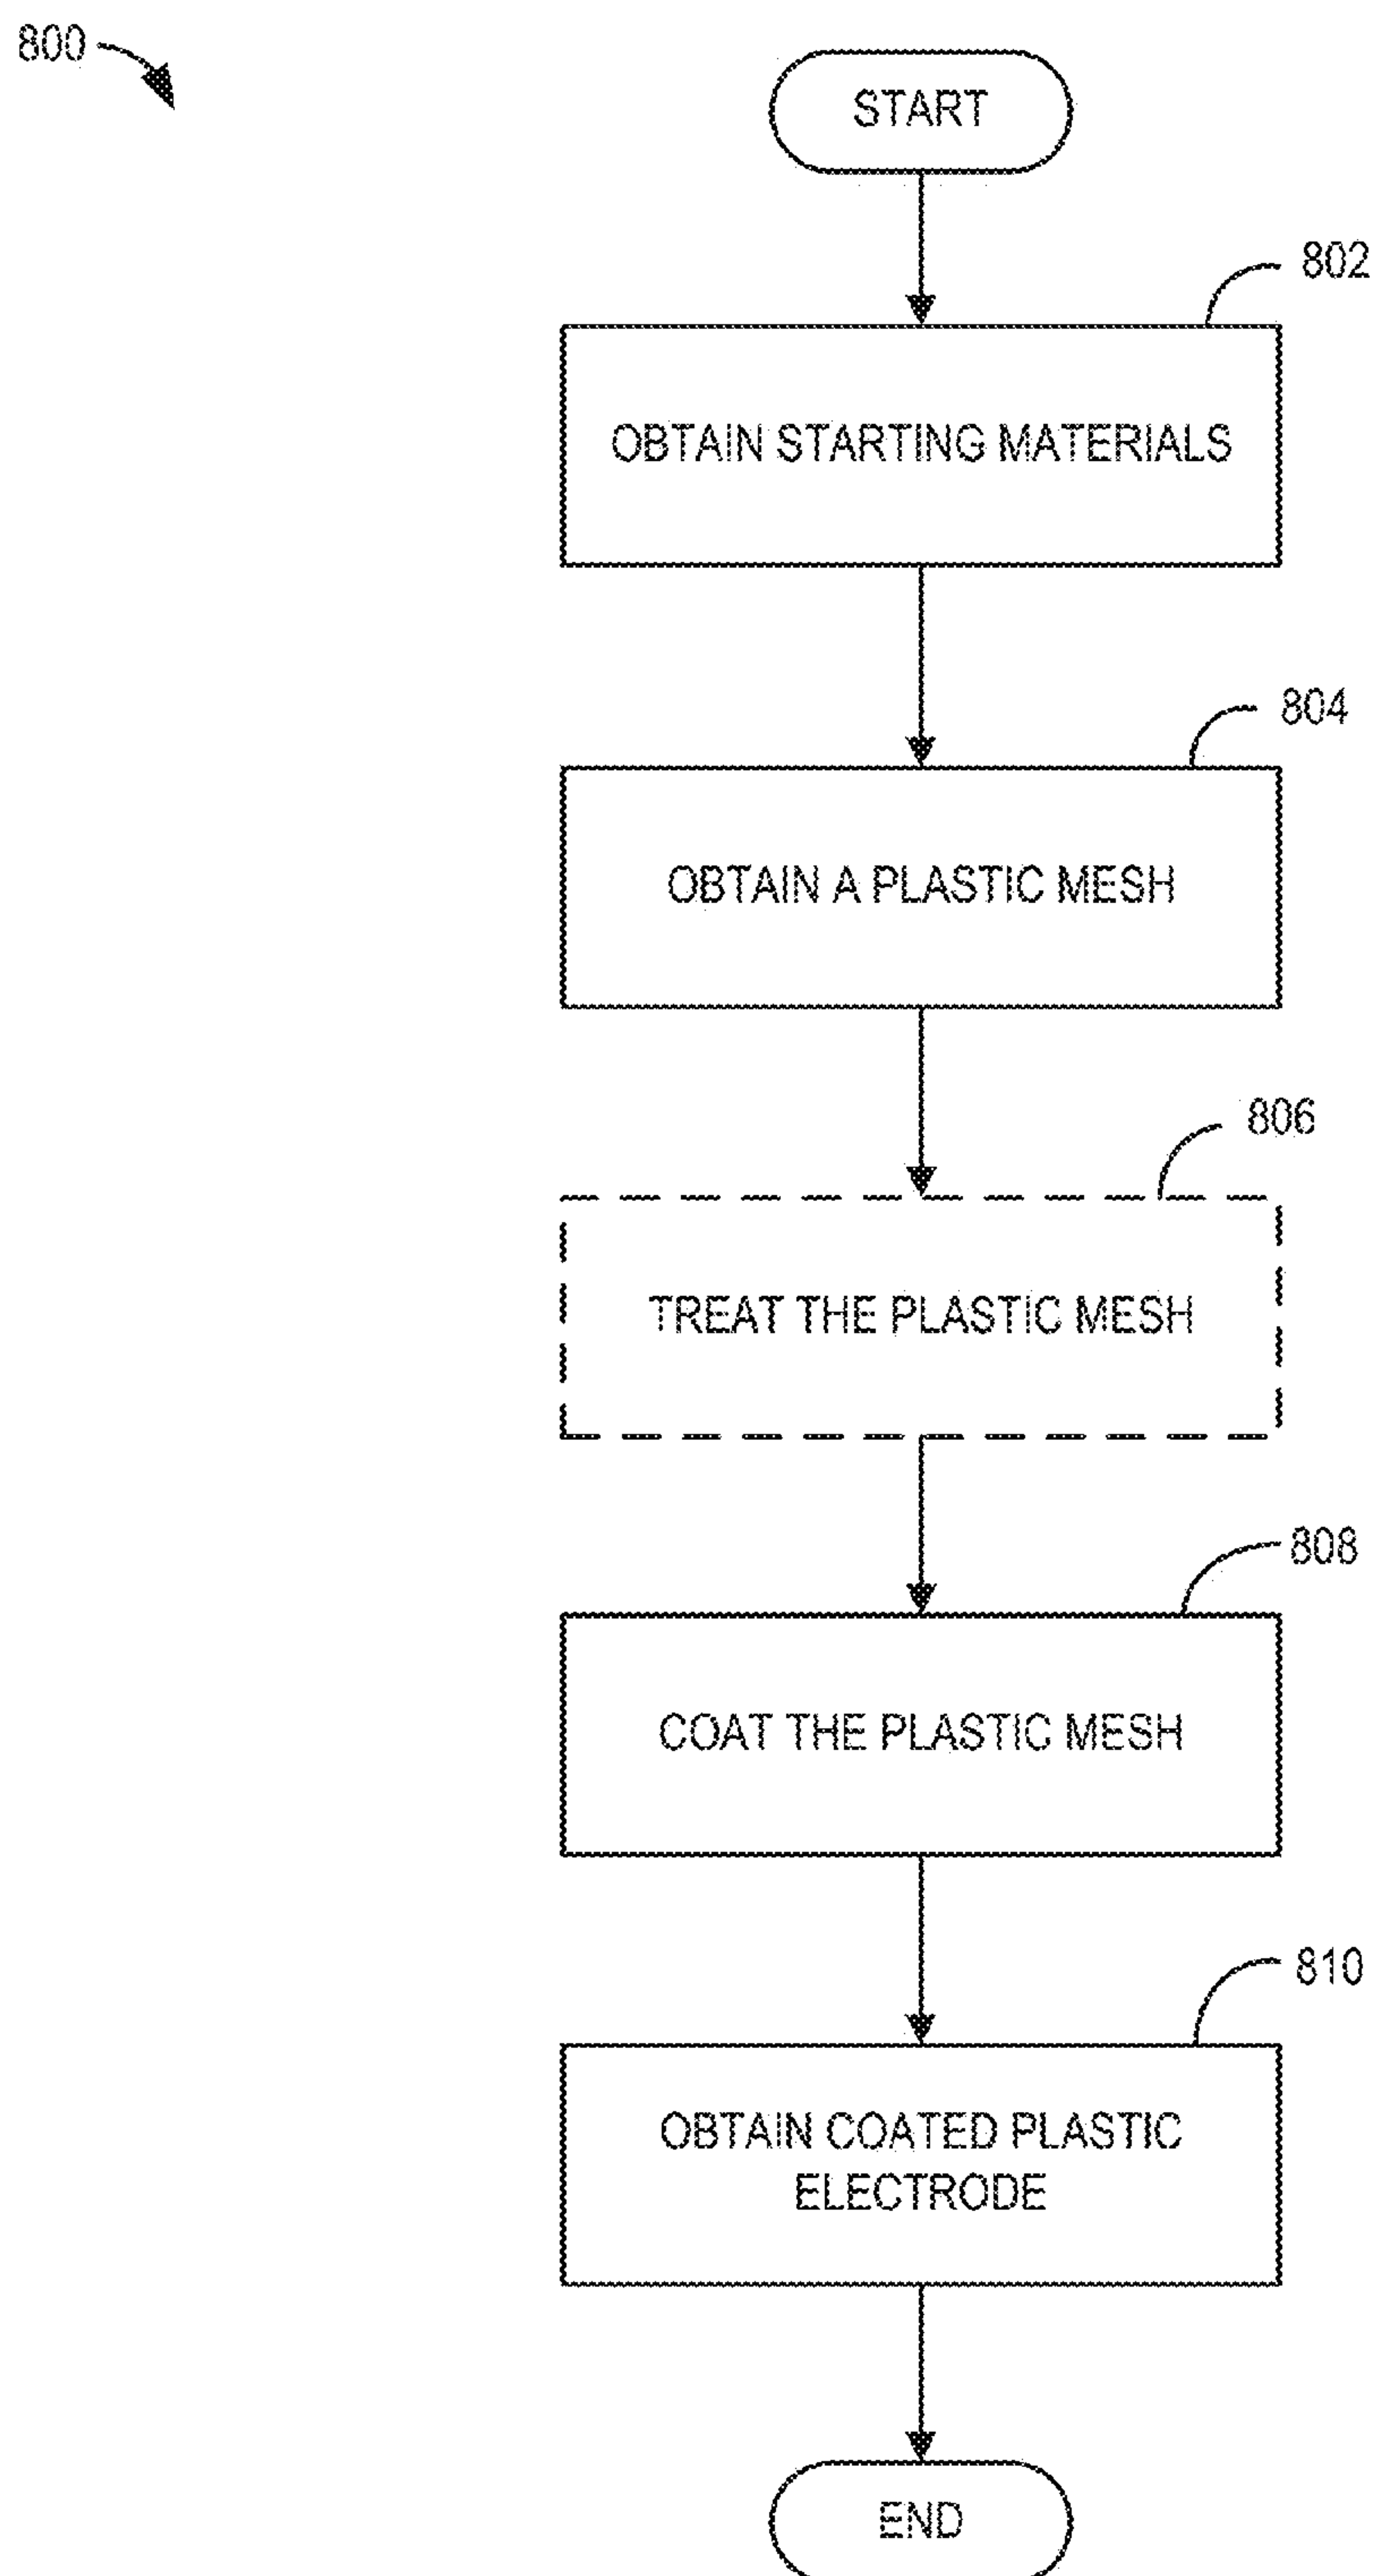 800
START
802
OBTAIN STARTING MATERIALS
804
OBTAIN A PLASTIC MESH
806
TREAT THE PLASTIC MESH
808
COAT THE PLASTIC MESH
810
OBTAIN COATED PLASTIC
ELECTRODE
END